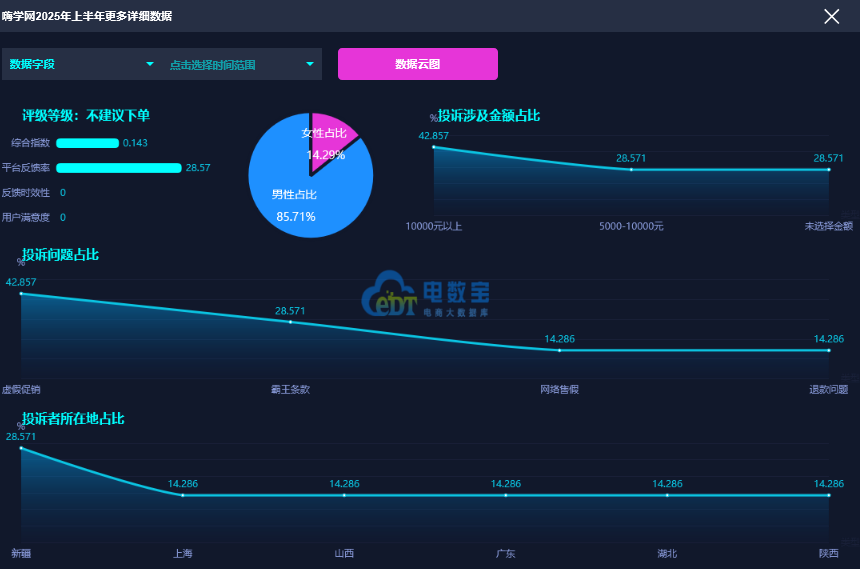 嗨学网2025年上半年更多详细数据
数据字段
点击选择时间范围
数据云图
评级等级：不建议下单
综合指数 0.143
平台反馈率 28.57
反馈时效性 0
用户满意度 0
女性占比
14.29%
男性占比
85.71%
投诉涉及金额占比
%
42.857
28.571
28.571
10000元以上
5000-10000元
未选择金额
投诉问题占比
%
42.857
28.571
14.286
14.286
虚假促销
霸王条款
网络售假
退款问题
eDT
电数宝
电商大数据库
投诉者所在地占比
%
28.571
14.286
14.286
14.286
14.286
14.286
新疆
上海
山西
广东
湖北
陕西